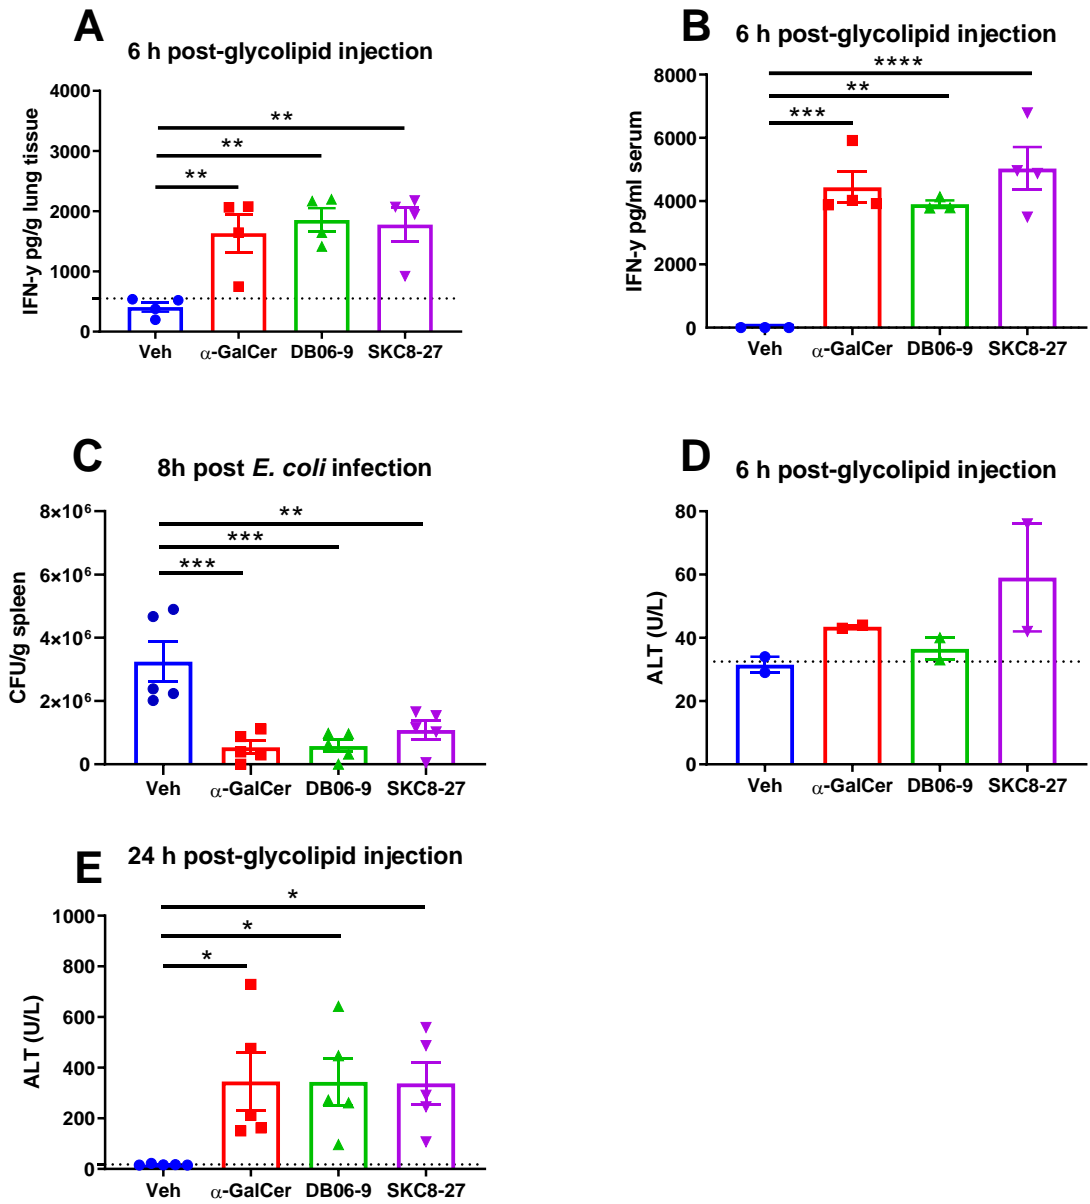 A
6 h post-glycolipid injection
IFN-y pg/g lung tissue
4000
3000
2000
1000
0
**
**
**
Veh
α-GalCer
DB06-9
SKC8-27
B
6 h post-glycolipid injection
IFN-y pg/ml serum
8000
6000
4000
2000
0
****
**
***
Veh
α-GalCer
DB06-9
SKC8-27
C
8h post E. coli infection
CFU/g spleen
8×10⁶
6×10⁶
4×10⁶
2×10⁶
0
**
***
***
Veh
α-GalCer
DB06-9
SKC8-27
D
6 h post-glycolipid injection
ALT (U/L)
80
60
40
20
0
Veh
α-GalCer
DB06-9
SKC8-27
E
24 h post-glycolipid injection
ALT (U/L)
1000
800
600
400
200
0
*
*
*
Veh
α-GalCer
DB06-9
SKC8-27